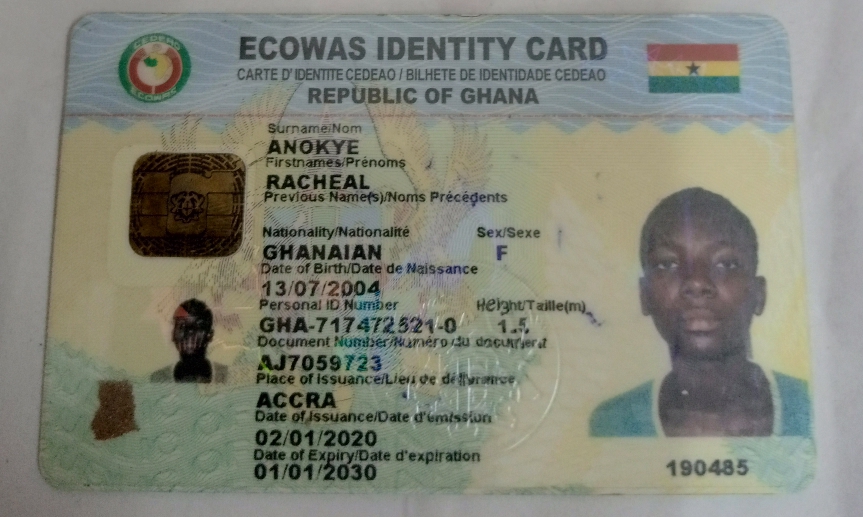 CEDEAO
ECOWAS
ECOWAS IDENTITY CARD
CARTE D' IDENTITE CEDEAO / BILHETE DE IDENTIDADE CEDEAO
REPUBLIC OF GHANA
Surname/Nom
ANOKYE
Firstnames/Prénoms
RACHEAL
Previous Name(s)/Noms Précédents
Nationality/Nationalité Sex/Sexe
GHANAIAN F
Date of Birth/Date de Naissance
13/07/2004
Personal ID Number Height/Taille(m)
GHA-717472521-0 1.5
Document Number/Numéro du document
AJ7059723
Place of Issuance/Lieu de délivrance
ACCRA
Date of Issuance/Date d'émission
02/01/2020
Date of Expiry/Date d'expiration
01/01/2030
190485